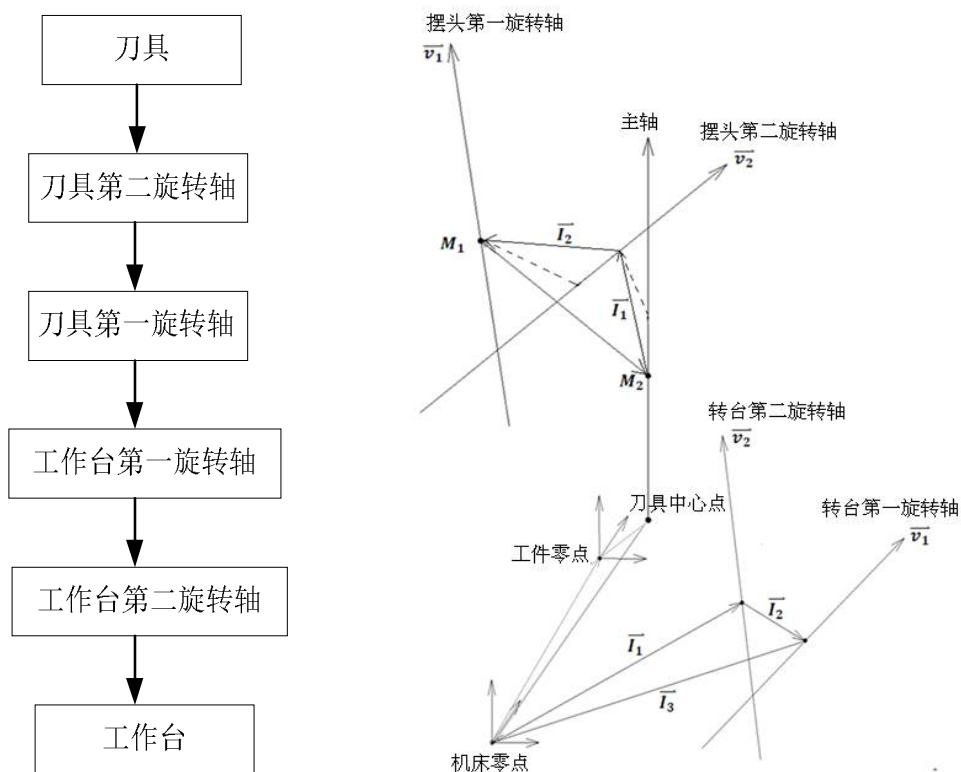 刀具
刀具第二旋转轴
刀具第一旋转轴
工作台第一旋转轴
工作台第二旋转轴
工作台
摆头第一旋转轴
v₁
主轴
摆头第二旋转轴
v₂
I₂
M₁
I₁
M₂
转台第二旋转轴
v₂
刀具中心点
转台第一旋转轴
v₁
工件零点
I₂
I₁
I₃
机床零点